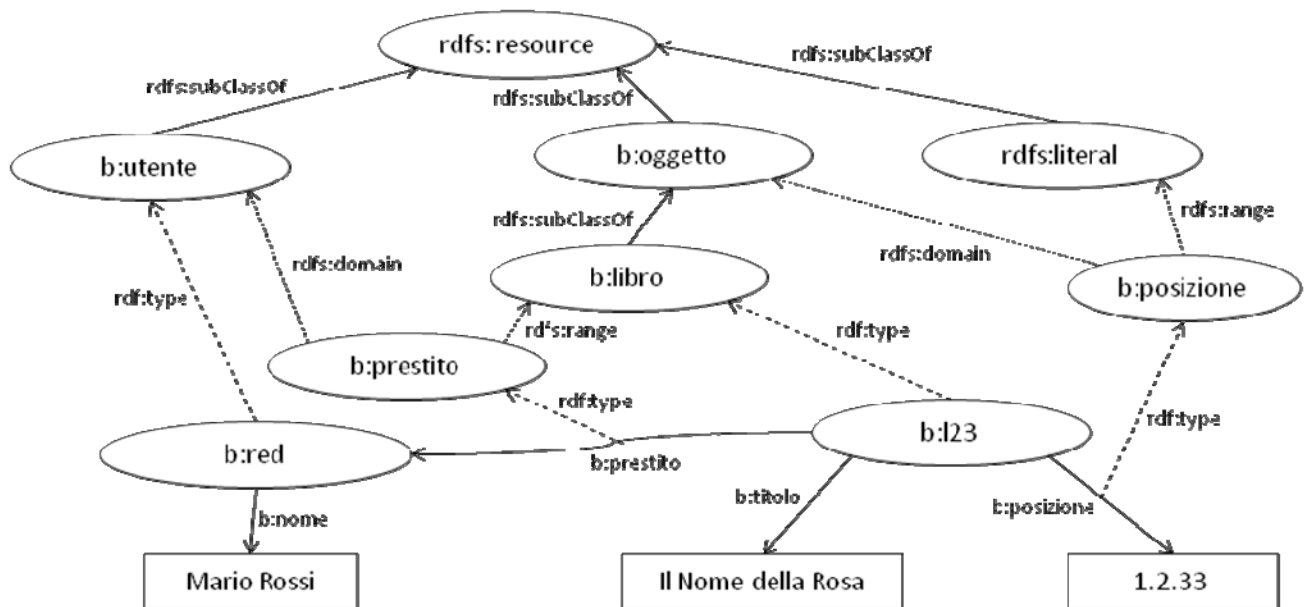 rdfs: resource
rdfs:subClassOf
rdfs:subClassOf
rdfs:subClassOf
b:utente
b:oggetto
rdfs:literal
rdfs:subClassOf
rdfs:range
rdfs:domain
rdfs:domain
rdf:type
b:libro
b:posizione
rdfs:range
rdf:type
b:prestito
rdf:type
rdf:type
b:red
b:l23
b:prestito
b:titolo
b:posizione
b:nome
Mario Rossi
Il Nome della Rosa
1.2.33